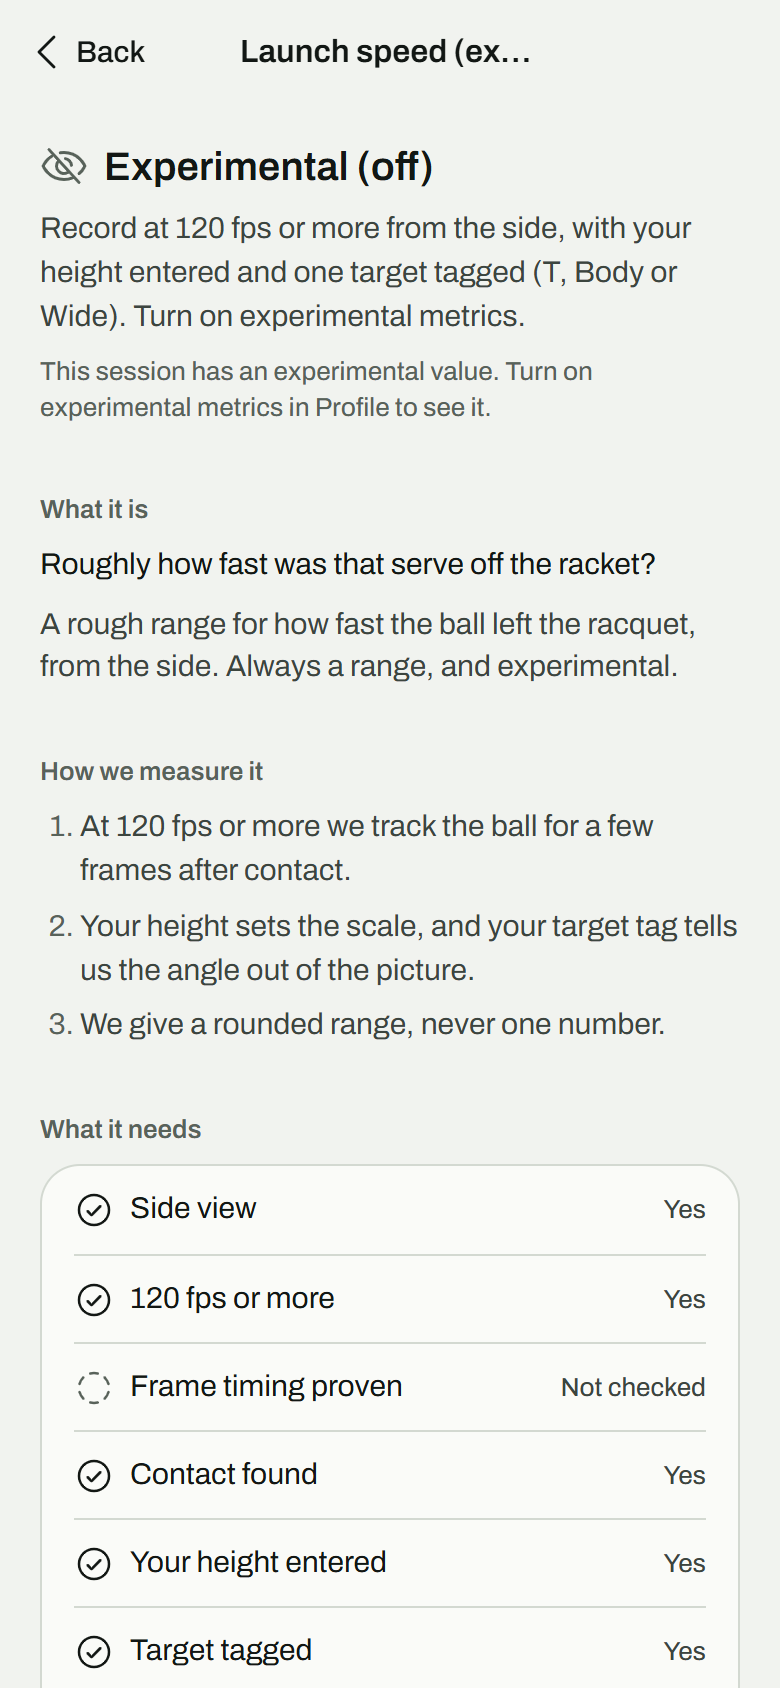 Back
Launch speed (ex...
Experimental (off)
Record at 120 fps or more from the side, with your
height entered and one target tagged (T, Body or
Wide). Turn on experimental metrics.
This session has an experimental value. Turn on
experimental metrics in Profile to see it.
What it is
Roughly how fast was that serve off the racket?
A rough range for how fast the ball left the racquet,
from the side. Always a range, and experimental.
How we measure it
1. At 120 fps or more we track the ball for a few
frames after contact.
2. Your height sets the scale, and your target tag tells
us the angle out of the picture.
3. We give a rounded range, never one number.
What it needs
Side view Yes
120 fps or more Yes
Frame timing proven Not checked
Contact found Yes
Your height entered Yes
Target tagged Yes